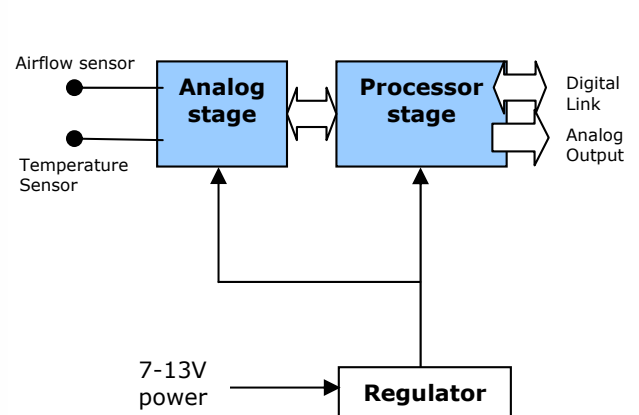 Airflow sensor
Analog
stage
Processor
stage
Digital
Link
Analog
Output
Temperature
Sensor
7-13V
power
Regulator